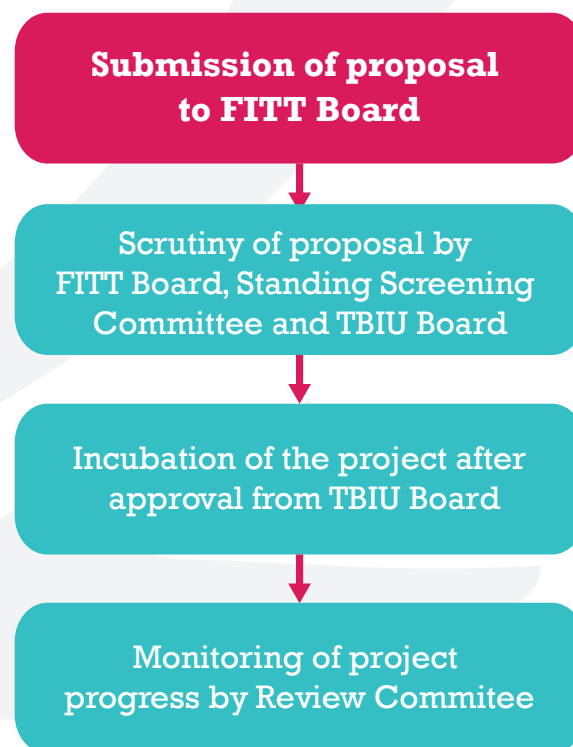 Submission of proposal
to FITT Board
Scrutiny of proposal by
FITT Board, Standing Screening
Committee and TBIU Board
Incubation of the project after
approval from TBIU Board
Monitoring of project
progress by Review Commitee